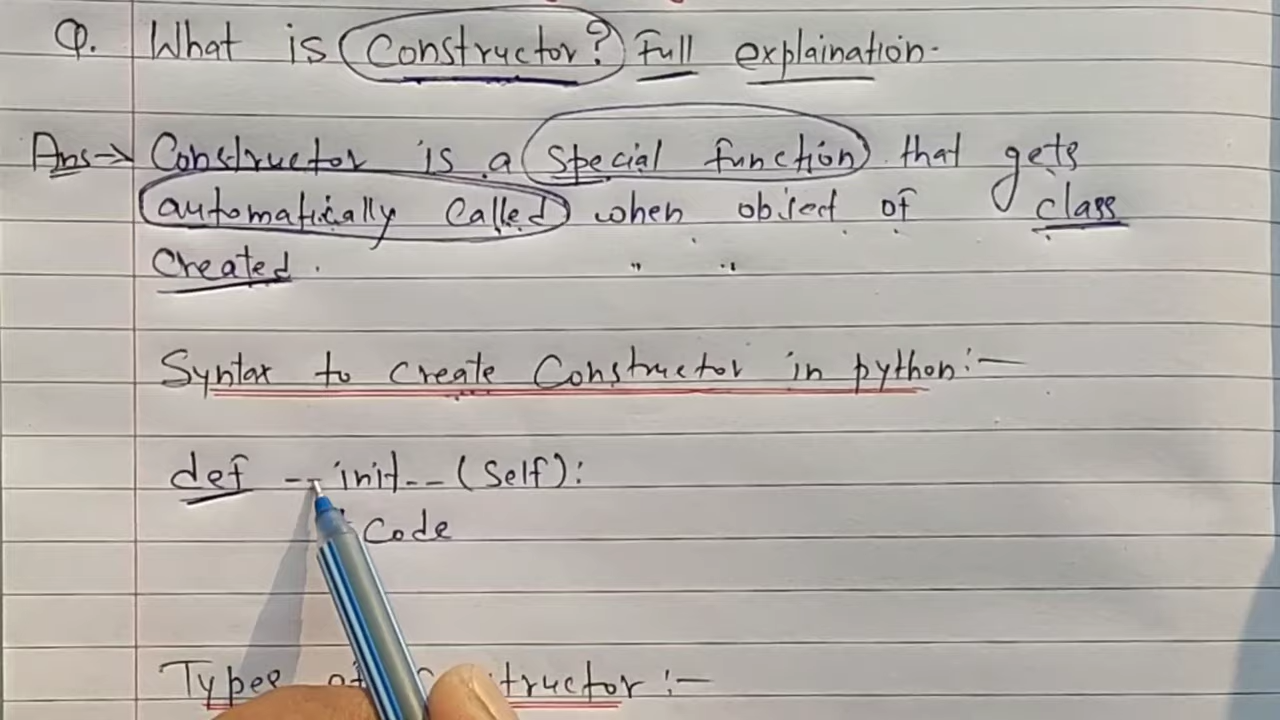 Q. What is Constructor? Full explaination.
Ans→ Constructor is a special function that gets
automatically called when object of class
Created.
Syntax to create Constructor in python:-
def __init__(Self):
Code
Types :-